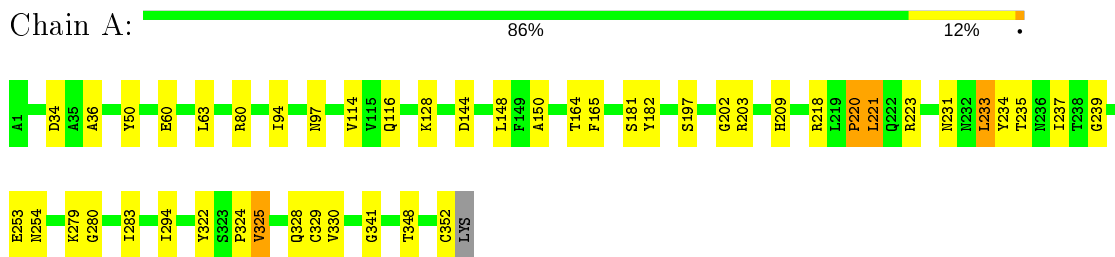 Chain A:
86% 12% •
A1 D34 A35 A36 Y50 E60 L63 R80 I94 N97 V114 V115 Q116 K128 D144 L148 F149 A150 T164 F165 S181 Y182 S197 G202 R203 H209 R218 L219 P220 L221 Q222 R223 N231 N232 L233 Y234 T235 N236 I237 T238 G239
E253 N254 K279 G280 I283 I294 Y322 S323 P324 V325 Q328 C329 V330 G341 T348 C352 LYS